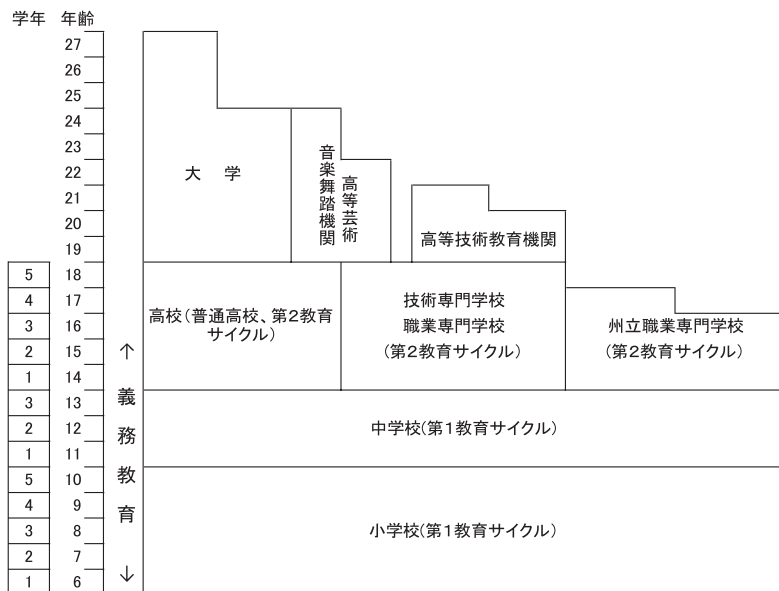 学年 年齢
27
26
25
24
23
22
21
20
19
5 18
4 17
3 16
2 15
1 14
3 13
2 12
1 11
5 10
4 9
3 8
2 7
1 6
↑義務教育↓
大 学
音楽舞踏機関
高等芸術
高等技術教育機関
高校(普通高校、第2教育
サイクル)
技術専門学校
職業専門学校
(第2教育サイクル)
州立職業専門学校
(第2教育サイクル)
中学校(第1教育サイクル)
小学校(第1教育サイクル)